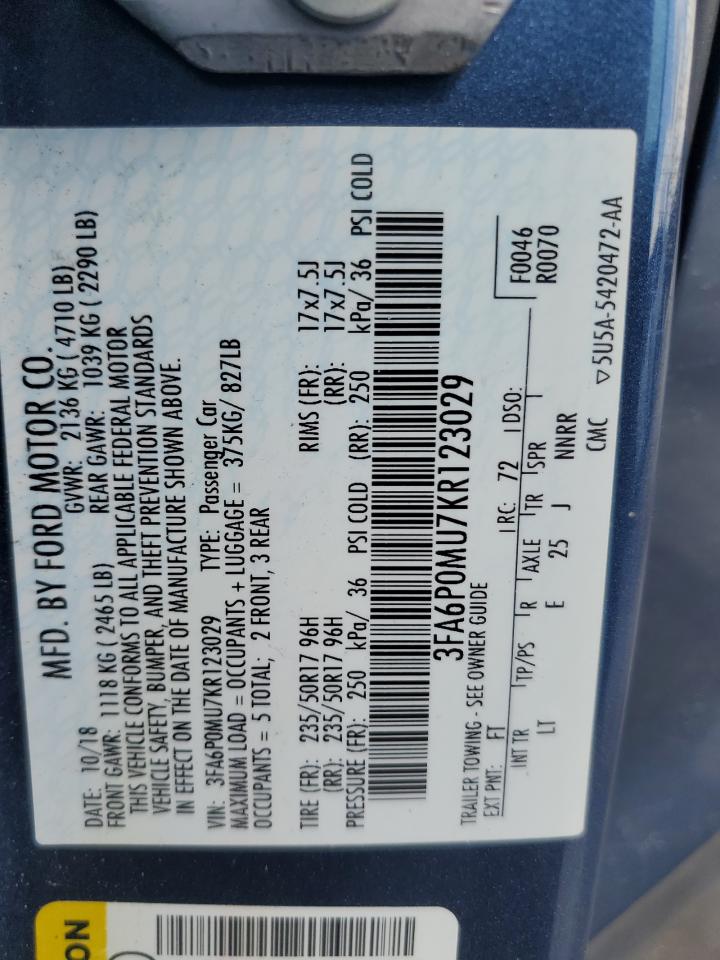 MFD. BY FORD MOTOR CO.
DATE: 10/18 GVWR: 2136 KG ( 4710 LB)
FRONT GAWR: 1118 KG ( 2465 LB) REAR GAWR: 1039 KG ( 2290 LB)
THIS VEHICLE CONFORMS TO ALL APPLICABLE FEDERAL MOTOR
VEHICLE SAFETY, BUMPER, AND THEFT PREVENTION STANDARDS
IN EFFECT ON THE DATE OF MANUFACTURE SHOWN ABOVE.
VIN: 3FA6P0MU7KR123029 TYPE: Passenger Car
MAXIMUM LOAD = OCCUPANTS + LUGGAGE = 375KG/ 827LB
OCCUPANTS = 5 TOTAL; 2 FRONT, 3 REAR
TIRE (FR): 235/50R17 96H RIMS (FR): 17x7.5J
(RR): 235/50R17 96H (RR): 17x7.5J
PRESSURE (FR): 250 kPa/ 36 PSI COLD (RR): 250 kPa/ 36 PSI COLD
3FA6P0MU7KR123029
TRAILER TOWING - SEE OWNER GUIDE F0046
EXT PNT: FT RC: 72 DSO: R0070
INT TR TP/PS R AXLE TR SPR
LT E 25 J NNRR
CMC ▽5U5A-5420472-AA
ON